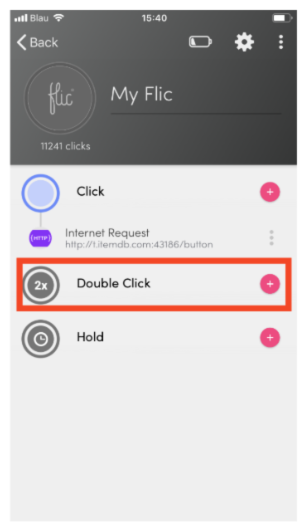 Blau 15:40
Back
flic
My Flic
11241 clicks
Click
(HTTP) Internet Request
http://t.itemdb.com:43186/button
2x Double Click
Hold